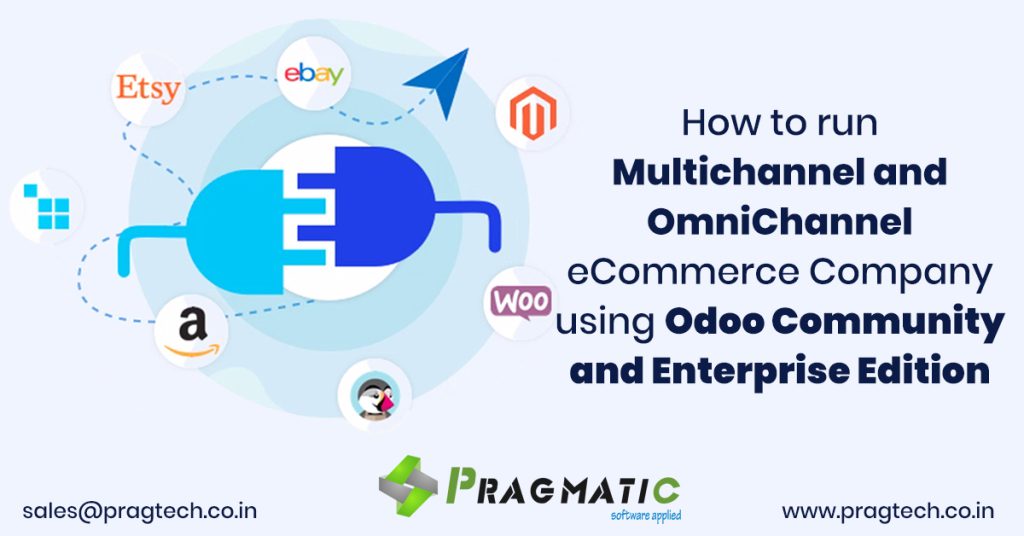 Etsy
ebay
a
WOO
How to run
Multichannel and
OmniChannel
eCommerce Company
using Odoo Community
and Enterprise Edition
PRAGMATIC
software applied
sales@pragtech.co.in
www.pragtech.co.in